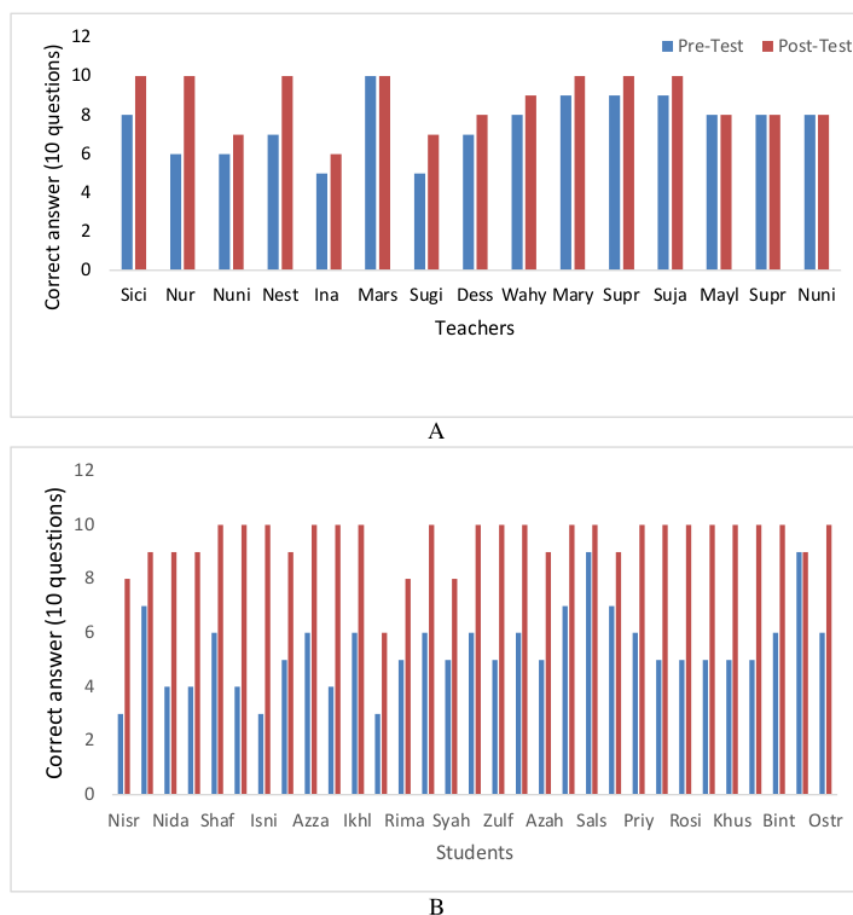 12
Pre-Test Post-Test
10
8
6
4
2
0
Correct answer (10 questions)
Sici Nur Nuni Nest Ina Mars Sugi Dess Wahy Mary Supr Suja Mayl Supr Nuni
Teachers
A
12
10
8
6
4
2
0
Correct answer (10 questions)
Nisr Nida Shaf Isni Azza Ikhl Rima Syah Zulf Azah Sals Priy Rosi Khus Bint Ostr
Students
B